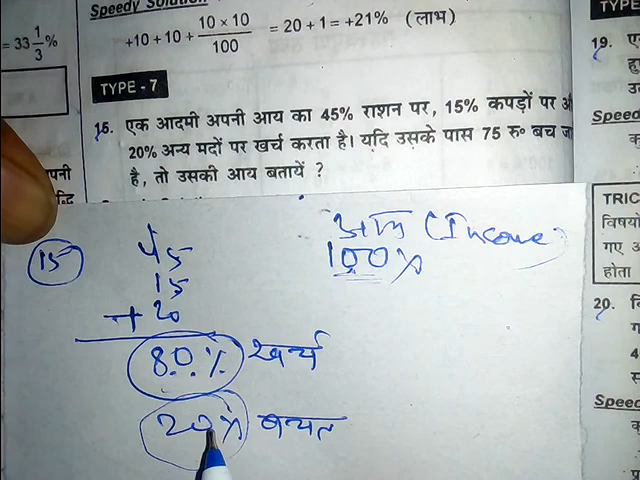 Speedy Solution
+10 + 10 + 10 × 10 / 100 = 20 + 1 = +21% (लाभ)
= 33 1/3 %
TYPE - 7
15. एक आदमी अपनी आय का 45% राशन पर, 15% कपड़ों पर औ
20% अन्य मदों पर खर्च करता है। यदि उसके पास 75 रु० बच जा
है, तो उसकी आय बतायें ?
पनी
द्धि
15
45
15
+ 20
80% खर्च
20% बचत
आय (Income)
100%
TYPE
19. ए
हु
उ
Speed
TRIC
विषयो
गए अ
होता
20. वि
ग
4
स
Speed